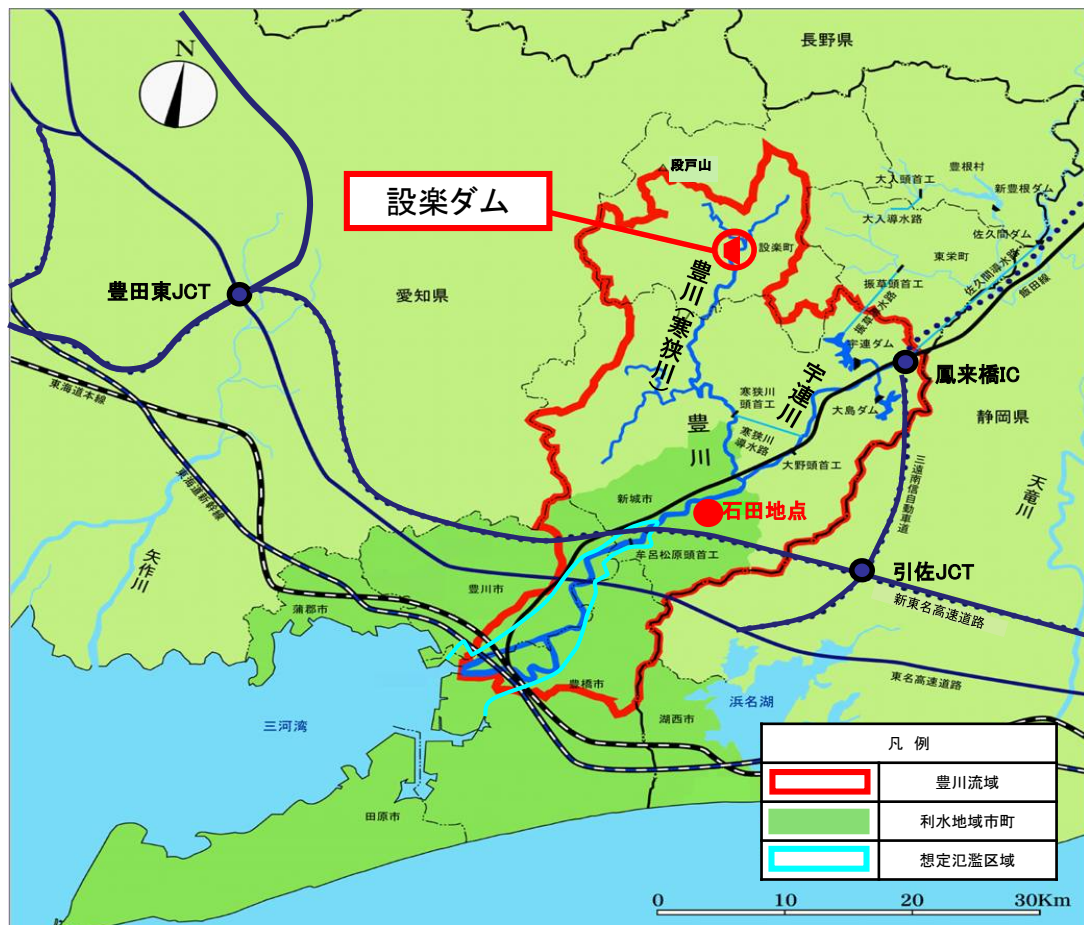 長野県
N
段戸山
豊根村
大入頭首工
新豊根ダム
設楽ダム
大入導水路
設楽町
佐久間ダム
東栄町
佐久間導水路
飯田線
豊田東JCT
愛知県
豊川(寒狭川)
振草頭首工
振草導水路
宇連ダム
宇連川
鳳来橋IC
東海道本線
寒狭川
頭首工
大島ダム
静岡県
豊川
寒狭川
導水路
大野頭首工
三遠南信自動車道
天竜川
東海道新幹線
新城市
石田地点
矢作川
牟呂松原頭首工
引佐JCT
豊川市
新東名高速道路
蒲郡市
東名高速道路
豊橋市
浜名湖
湖西市
三河湾
田原市
凡 例
豊川流域
利水地域市町
想定氾濫区域
0 10 20 30Km